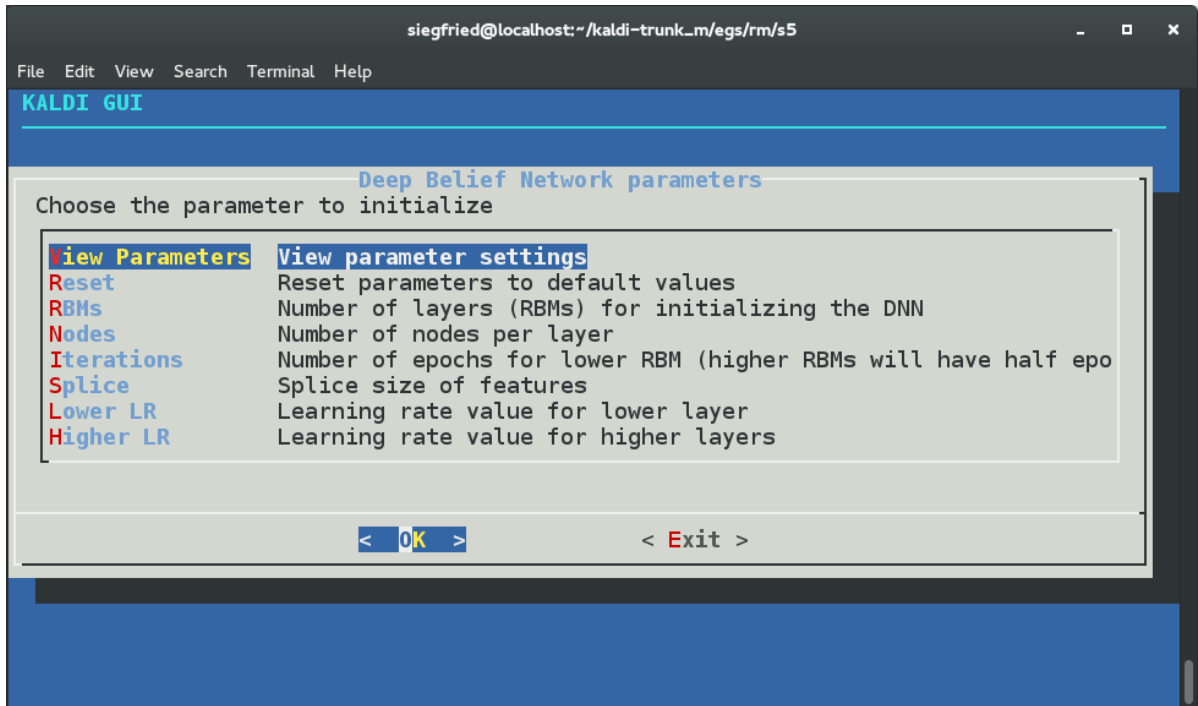 siegfried@localhost:~/kaldi-trunk_m/egs/rm/s5
File Edit View Search Terminal Help
KALDI GUI
Deep Belief Network parameters
Choose the parameter to initialize
View Parameters View parameter settings
Reset Reset parameters to default values
RBMs Number of layers (RBMs) for initializing the DNN
Nodes Number of nodes per layer
Iterations Number of epochs for lower RBM (higher RBMs will have half epo
Splice Splice size of features
Lower LR Learning rate value for lower layer
Higher LR Learning rate value for higher layers
< OK > < Exit >